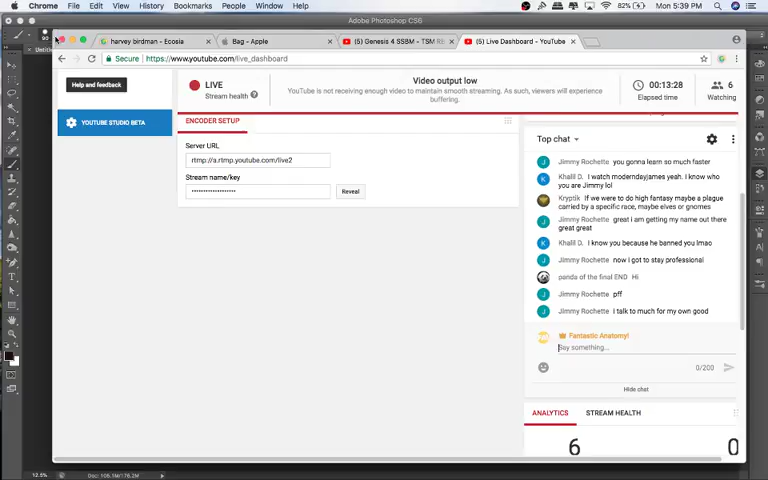 Chrome File Edit View History Bookmarks People Window Help 82% Mon 5:39 PM
Adobe Photoshop CS6
harvey birdman - Ecosia
Bag - Apple
(5) Genesis 4 SSBM - TSM RE
(5) Live Dashboard - YouTube
Secure https://www.youtube.com/live_dashboard
Help and feedback
YOUTUBE STUDIO BETA
LIVE
Stream health
Video output low
YouTube is not receiving enough video to maintain smooth streaming. As such, viewers will experience
buffering.
00:13:28
Elapsed time
6
Watching
ENCODER SETUP
Server URL
rtmp://a.rtmp.youtube.com/live2
Stream name/key
Reveal
Top chat
Jimmy Rochette you gonna learn so much faster
Khalil D. I watch moderndayjames yeah. I know who
you are Jimmy lol
Kryptik If we were to do high fantasy maybe a plague
carried by a specific race, maybe elves or gnomes
Jimmy Rochette great i am getting my name out there
great great
Khalil D. I know you because he banned you lmao
Jimmy Rochette now i got to stay professional
panda of the final END Hi
Jimmy Rochette pff
Jimmy Rochette i talk to much for my own good
Fantastic Anatomy!
Say something...
0/200
Hide chat
ANALYTICS
STREAM HEALTH
6
0
12.5%